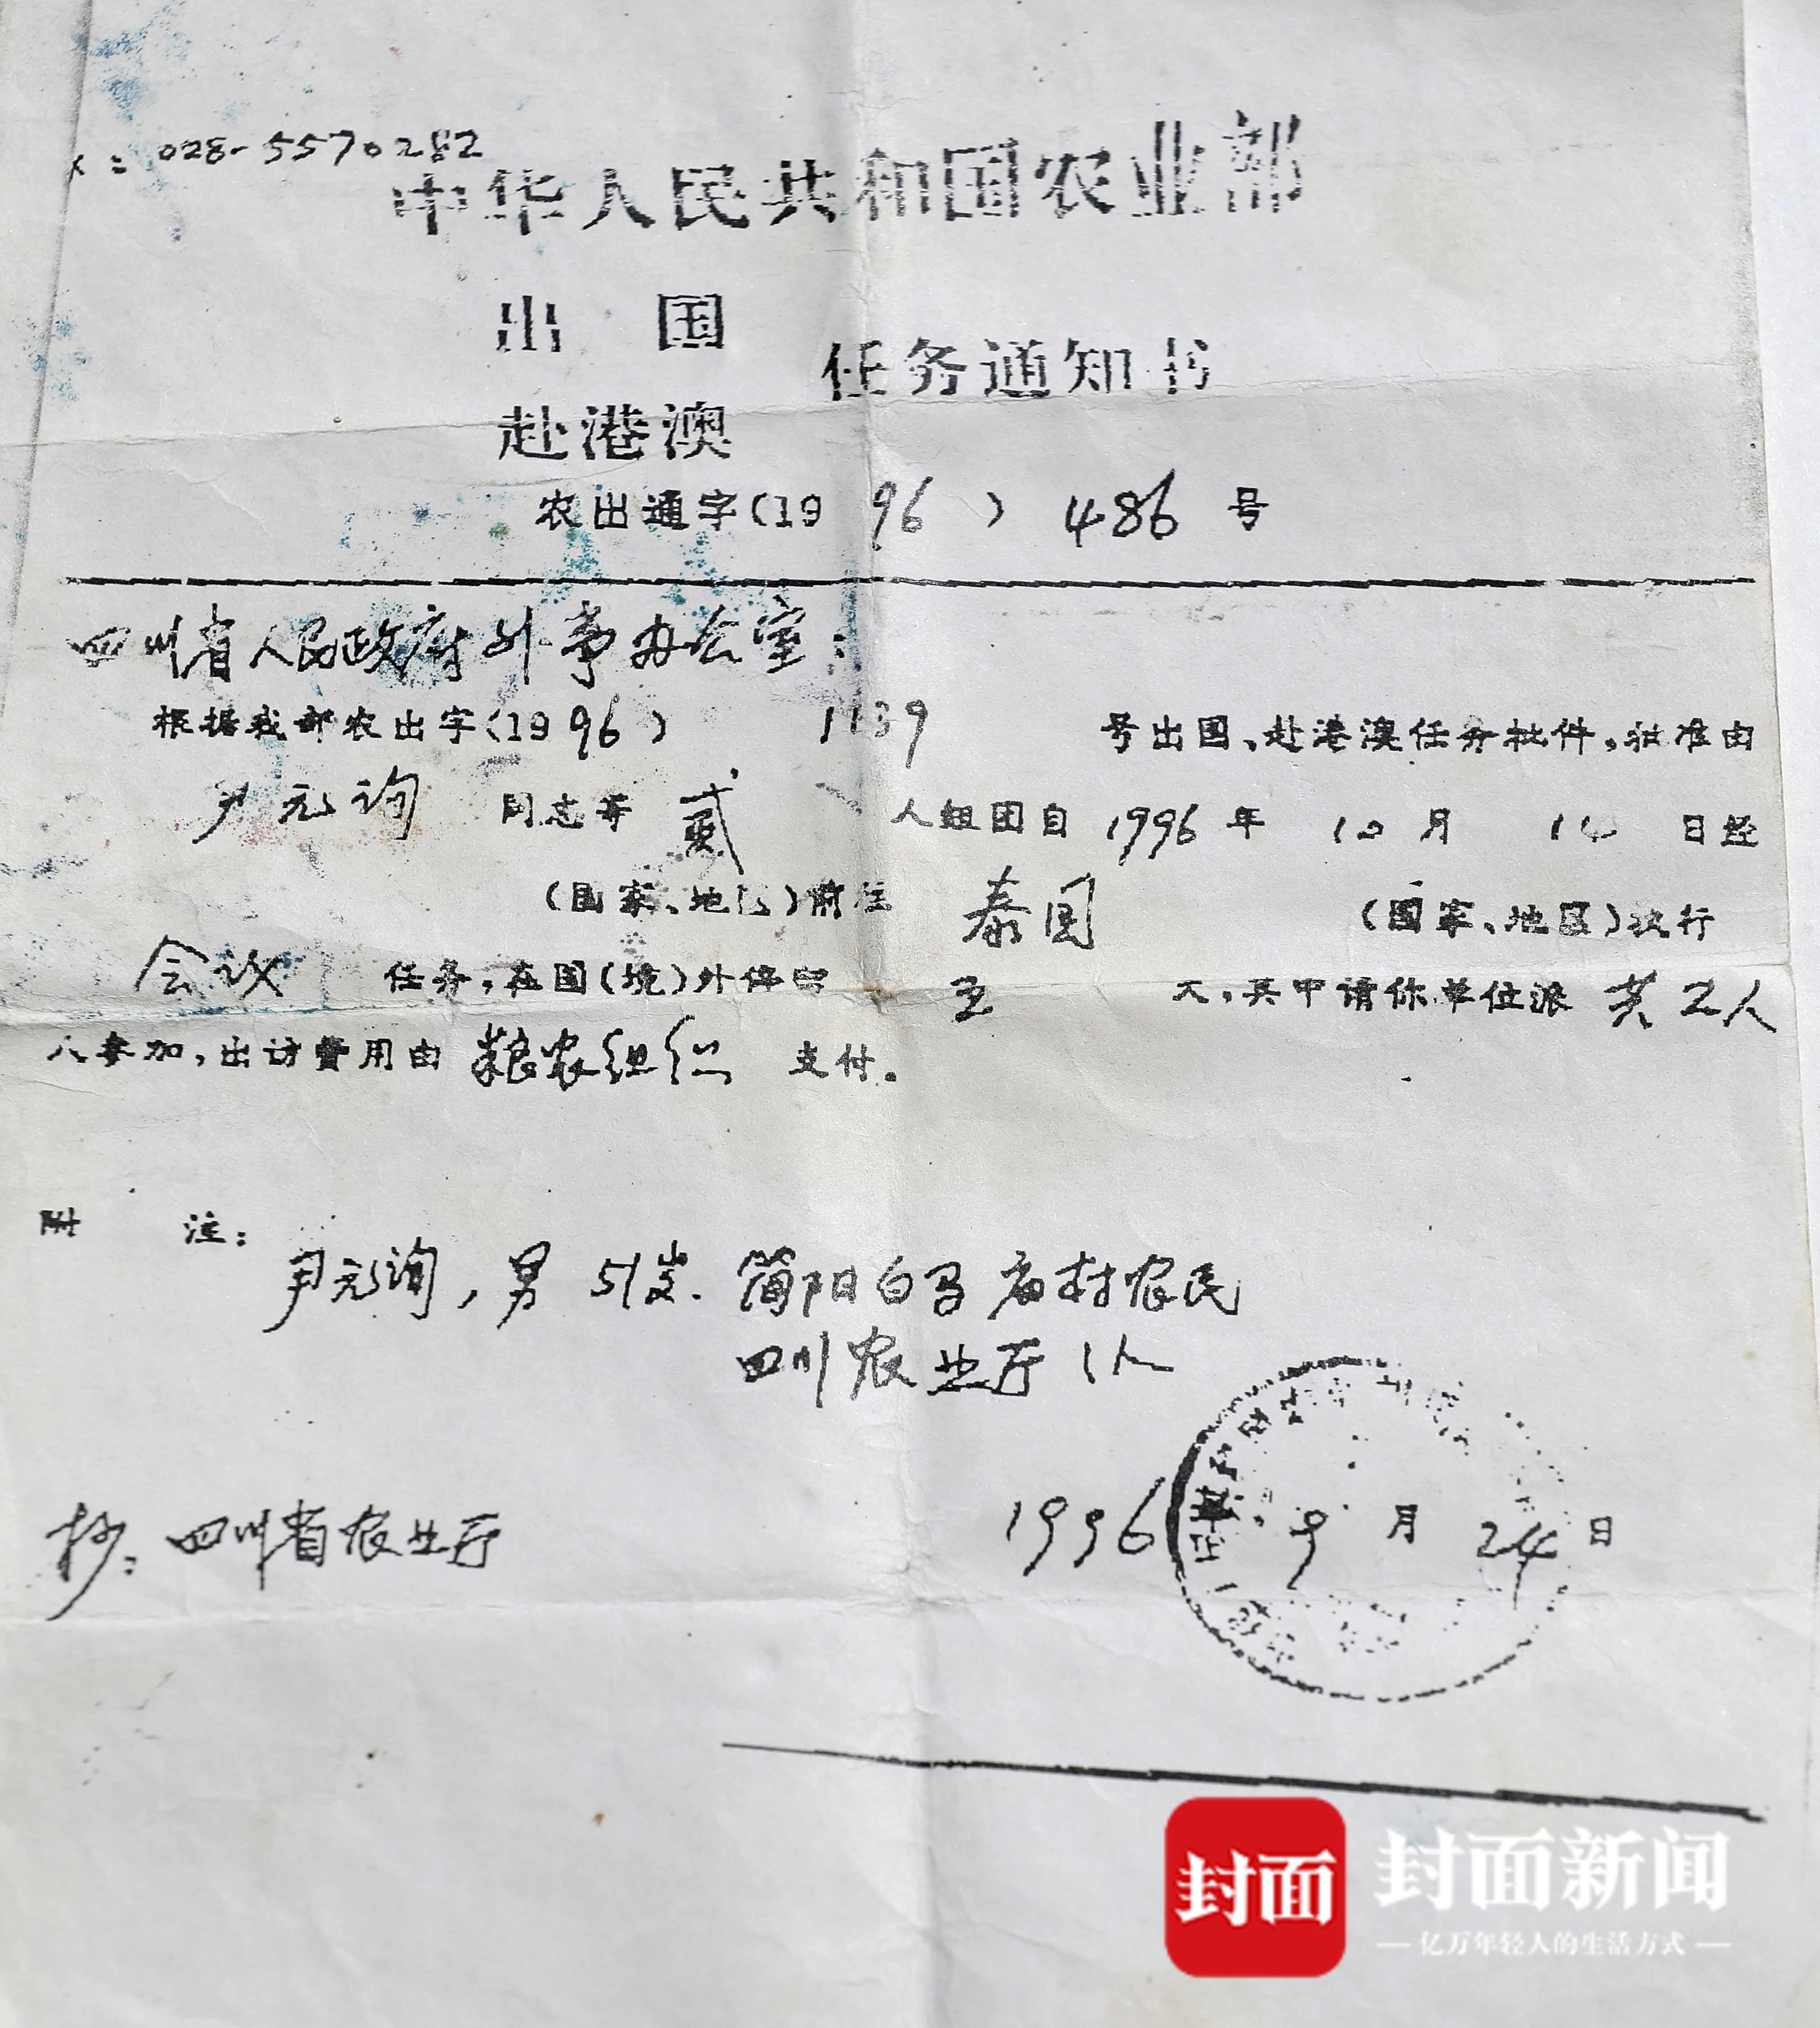 028-5570282
中华人民共和国农业部
出国
任务通知书
赴港澳
农出通字(1996) 486 号
四川省人民政府外事办公室:
根据我部农出字(1996) 1139 号出国、赴港澳任务批件,批准由
尹元询 同志等 贰 人组团自 1996 年 10 月 14 日经
(国家、地区)前往 泰国 (国家、地区)执行
会议 任务,在国(境)外停留 五 天,其中请你单位派 共2人
人参加,出访费用由 粮农组织 支付。
附 注:
尹元询,男 51岁. 简阳白马庙村农民
四川农业厅 1人
抄:四川省农业厅
1996 9 月 24 日
封面
封面新闻
— 亿万年轻人的生活方式 —